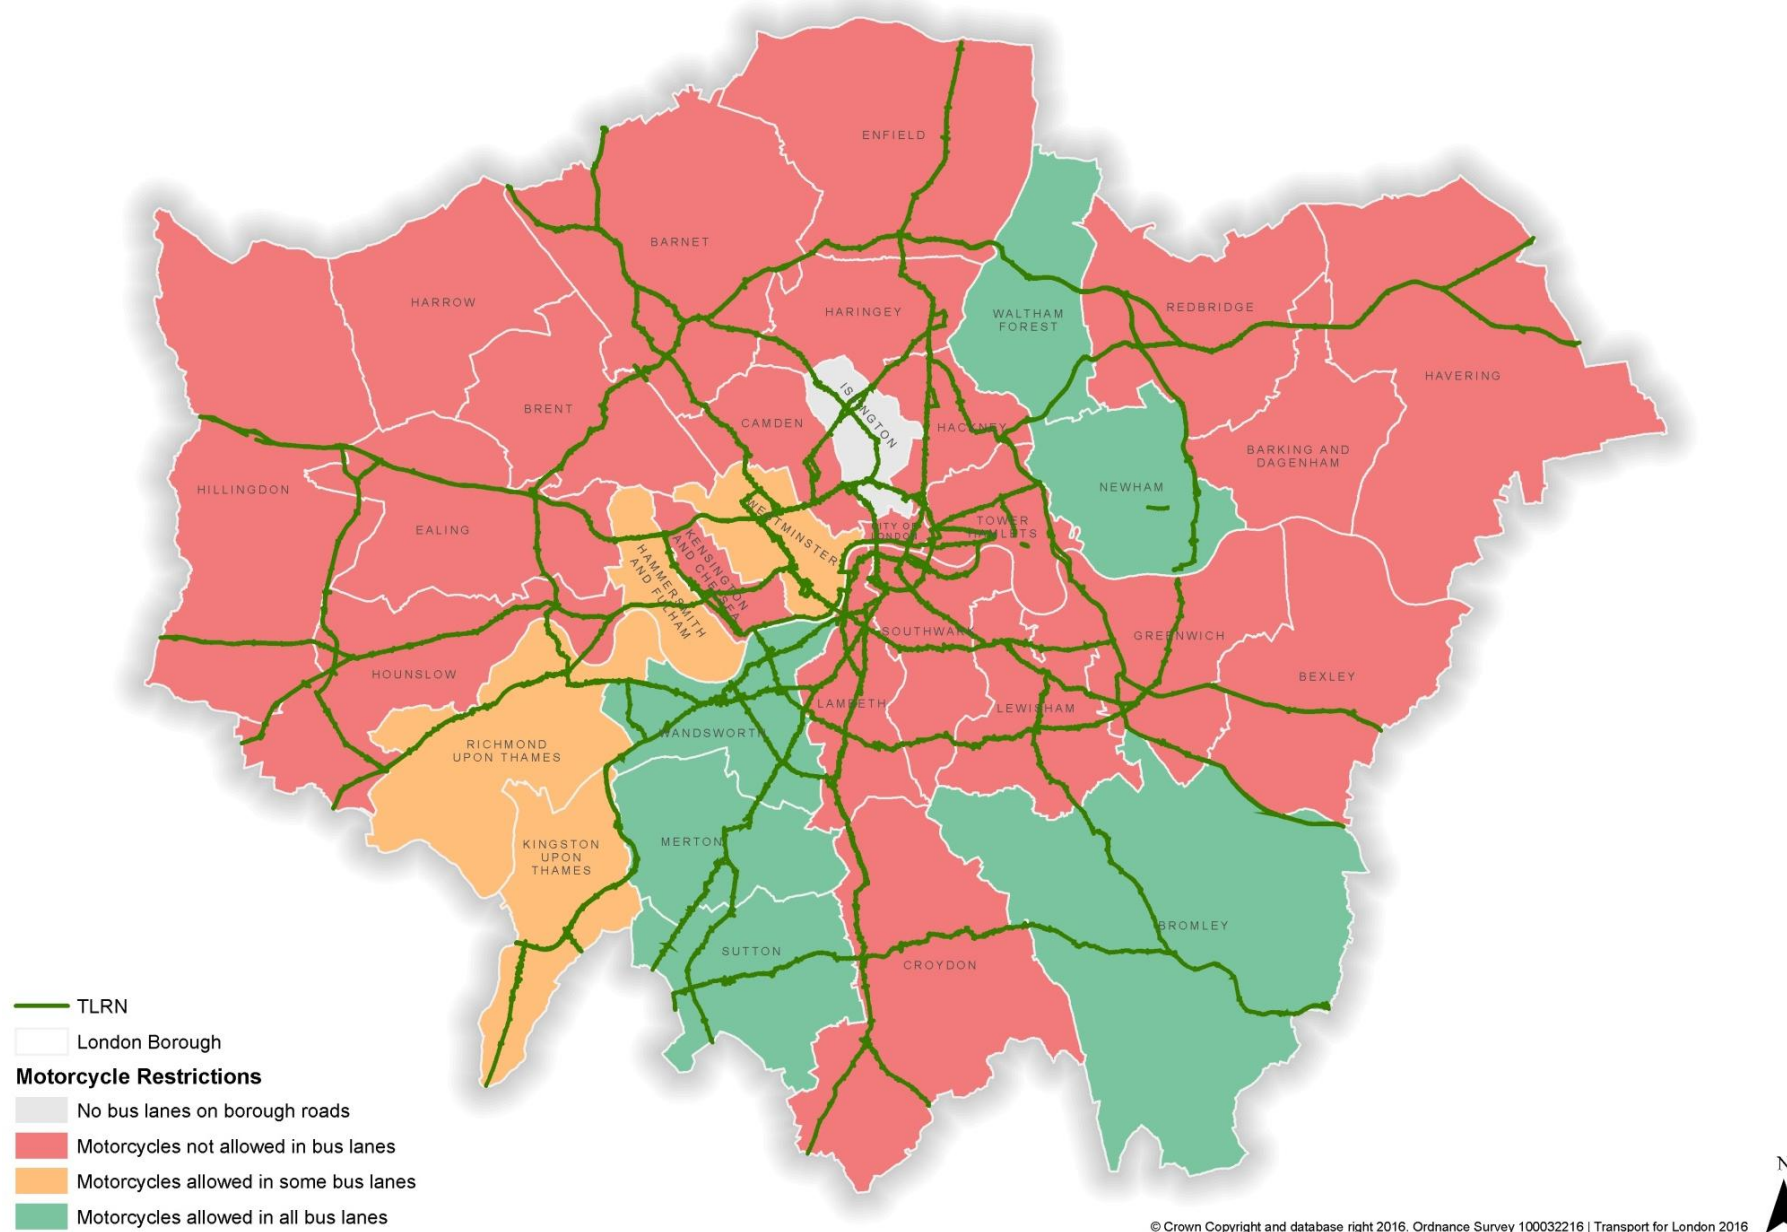 ENFIELD
BARNET
HARROW
HARINGEY
WALTHAM
FOREST
REDBRIDGE
HAVERING
ISLINGTON
BRENT
CAMDEN
HACKNEY
BARKING AND
DAGENHAM
HILLINGDON
NEWHAM
EALING
WESTMINSTER
CITY OF
LONDON
TOWER
HAMLETS
KENSINGTON
AND CHELSEA
HAMMERSMITH
AND FULHAM
SOUTHWARK
GREENWICH
HOUNSLOW
BEXLEY
LAMBETH
LEWISHAM
RICHMOND
UPON THAMES
WANDSWORTH
KINGSTON
UPON
THAMES
MERTON
BROMLEY
SUTTON
CROYDON
TLRN
London Borough
Motorcycle Restrictions
No bus lanes on borough roads
Motorcycles not allowed in bus lanes
Motorcycles allowed in some bus lanes
Motorcycles allowed in all bus lanes
N
© Crown Copyright and database right 2016. Ordnance Survey 100032216 | Transport for London 2016